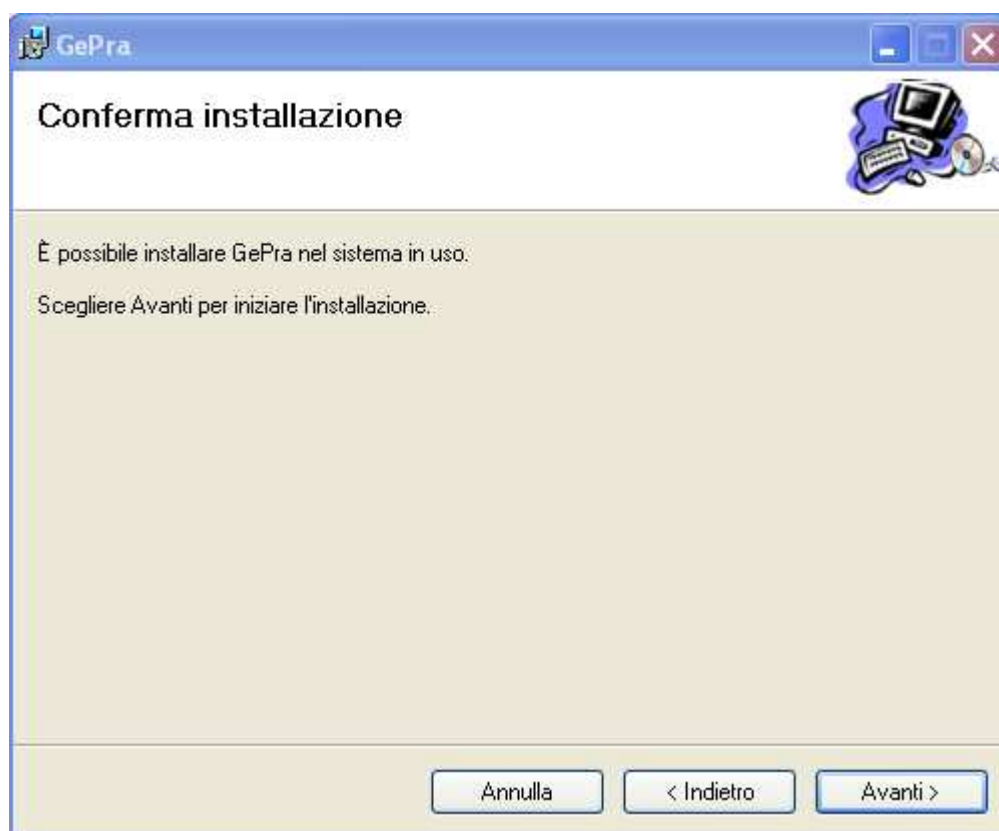 GePra
Conferma installazione
È possibile installare GePra nel sistema in uso.
Scegliere Avanti per iniziare l'installazione.
Annulla
< Indietro
Avanti >